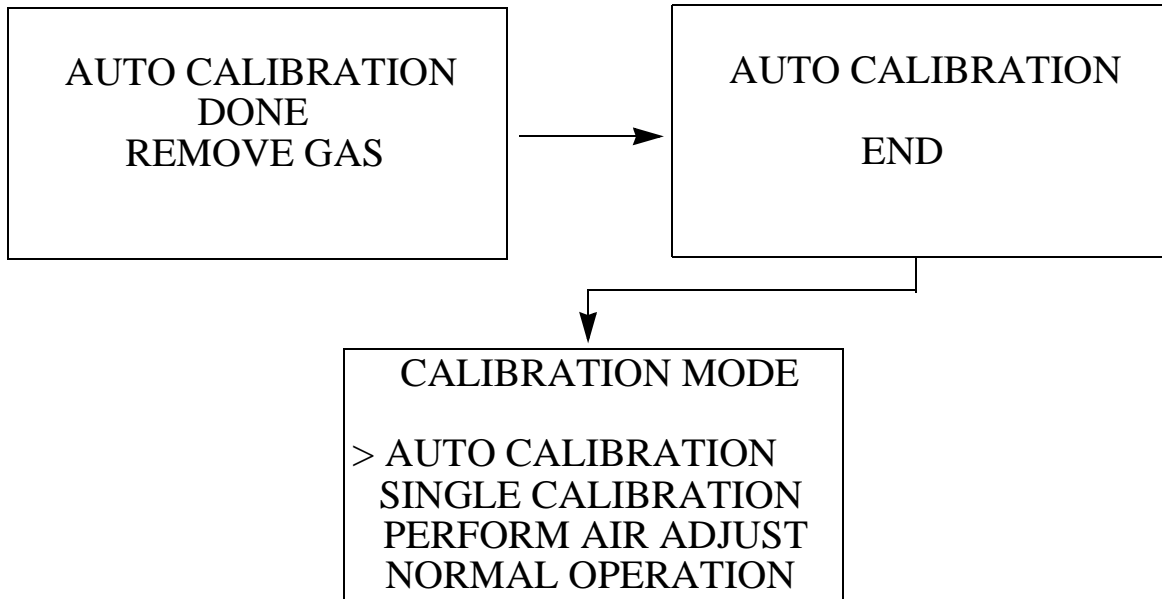 AUTO CALIBRATION
DONE
REMOVE GAS
AUTO CALIBRATION
END
CALIBRATION MODE
> AUTO CALIBRATION
SINGLE CALIBRATION
PERFORM AIR ADJUST
NORMAL OPERATION